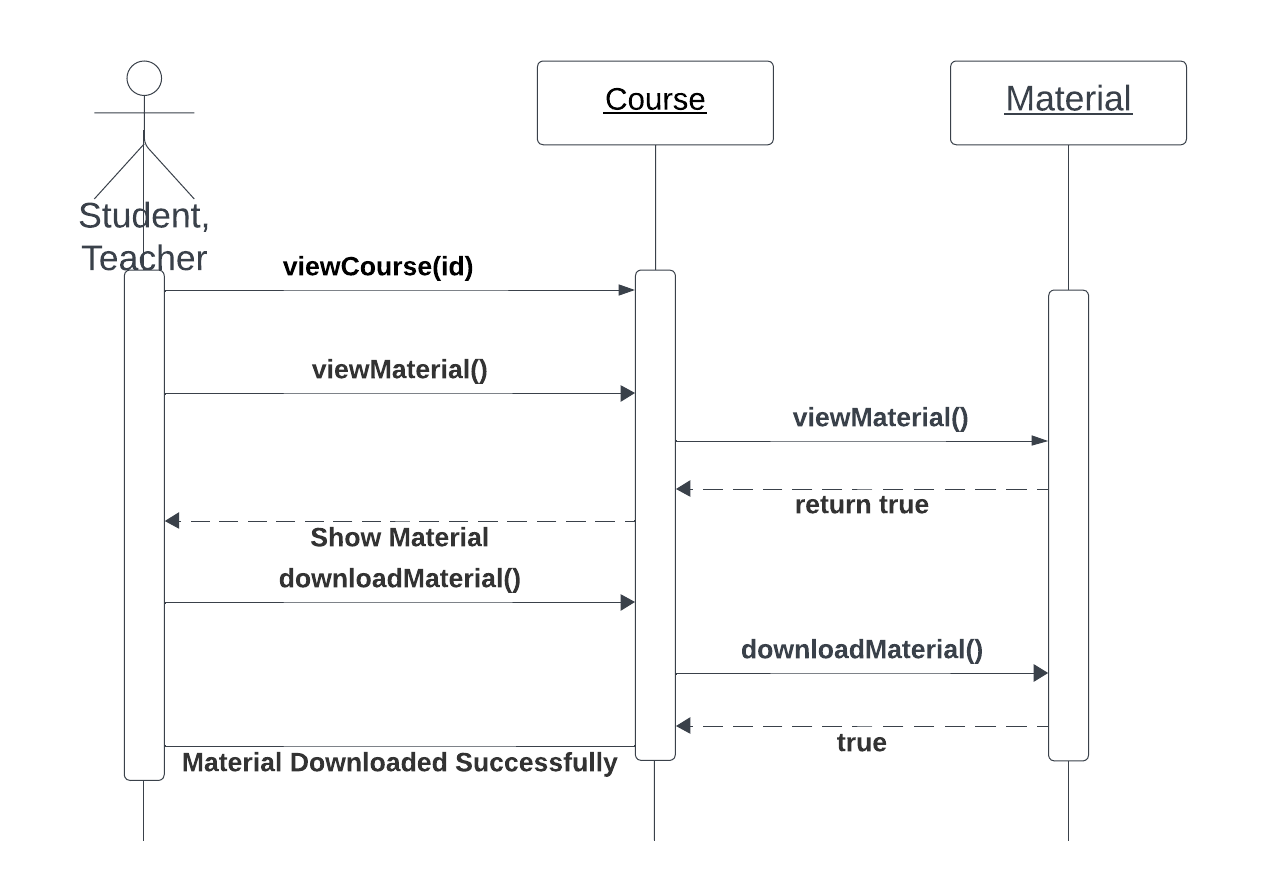 Course
Material
Student,
Teacher
viewCourse(id)
viewMaterial()
viewMaterial()
return true
Show Material
downloadMaterial()
downloadMaterial()
true
Material Downloaded Successfully